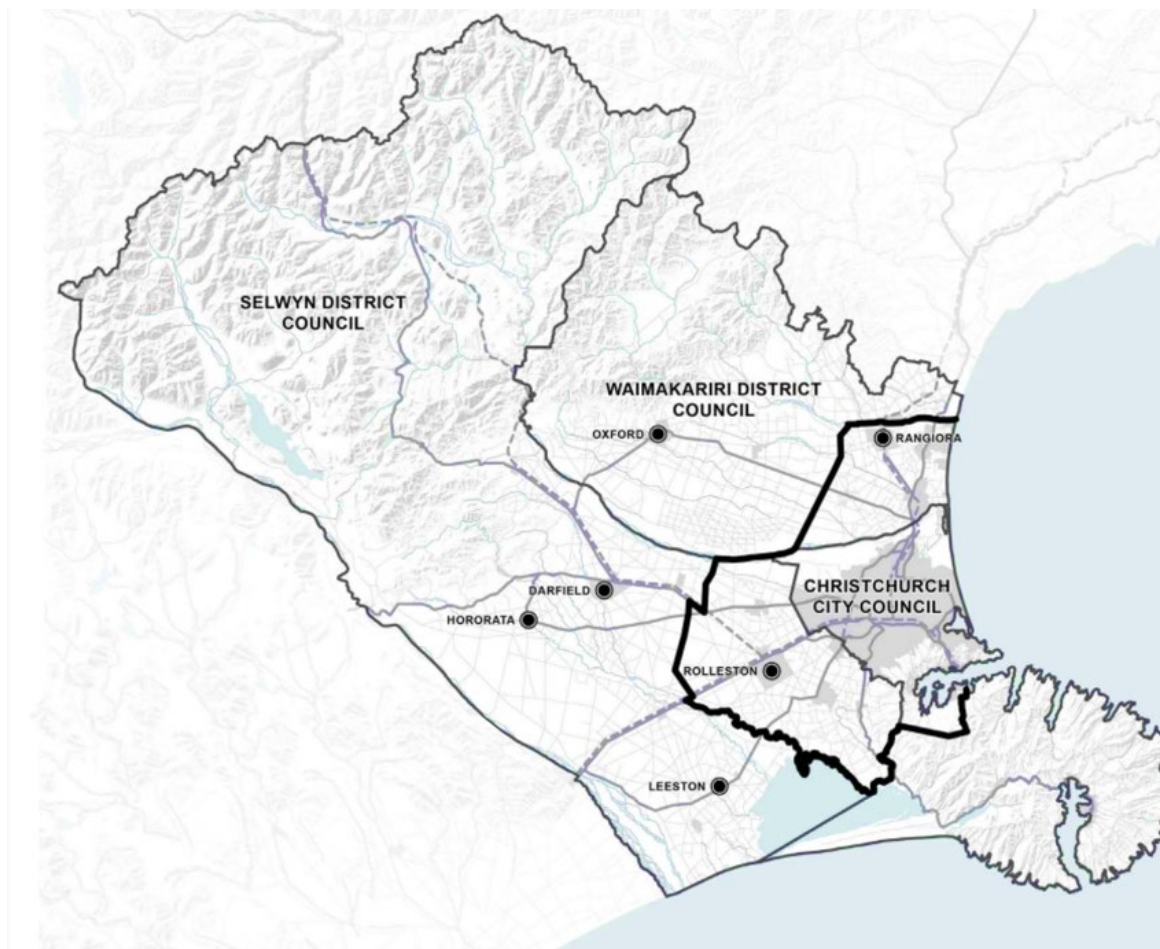 SELWYN DISTRICT
COUNCIL
WAIMAKARIRI DISTRICT
COUNCIL
OXFORD
RANGIORA
CHRISTCHURCH
CITY COUNCIL
DARFIELD
HORORATA
ROLLESTON
LEESTON